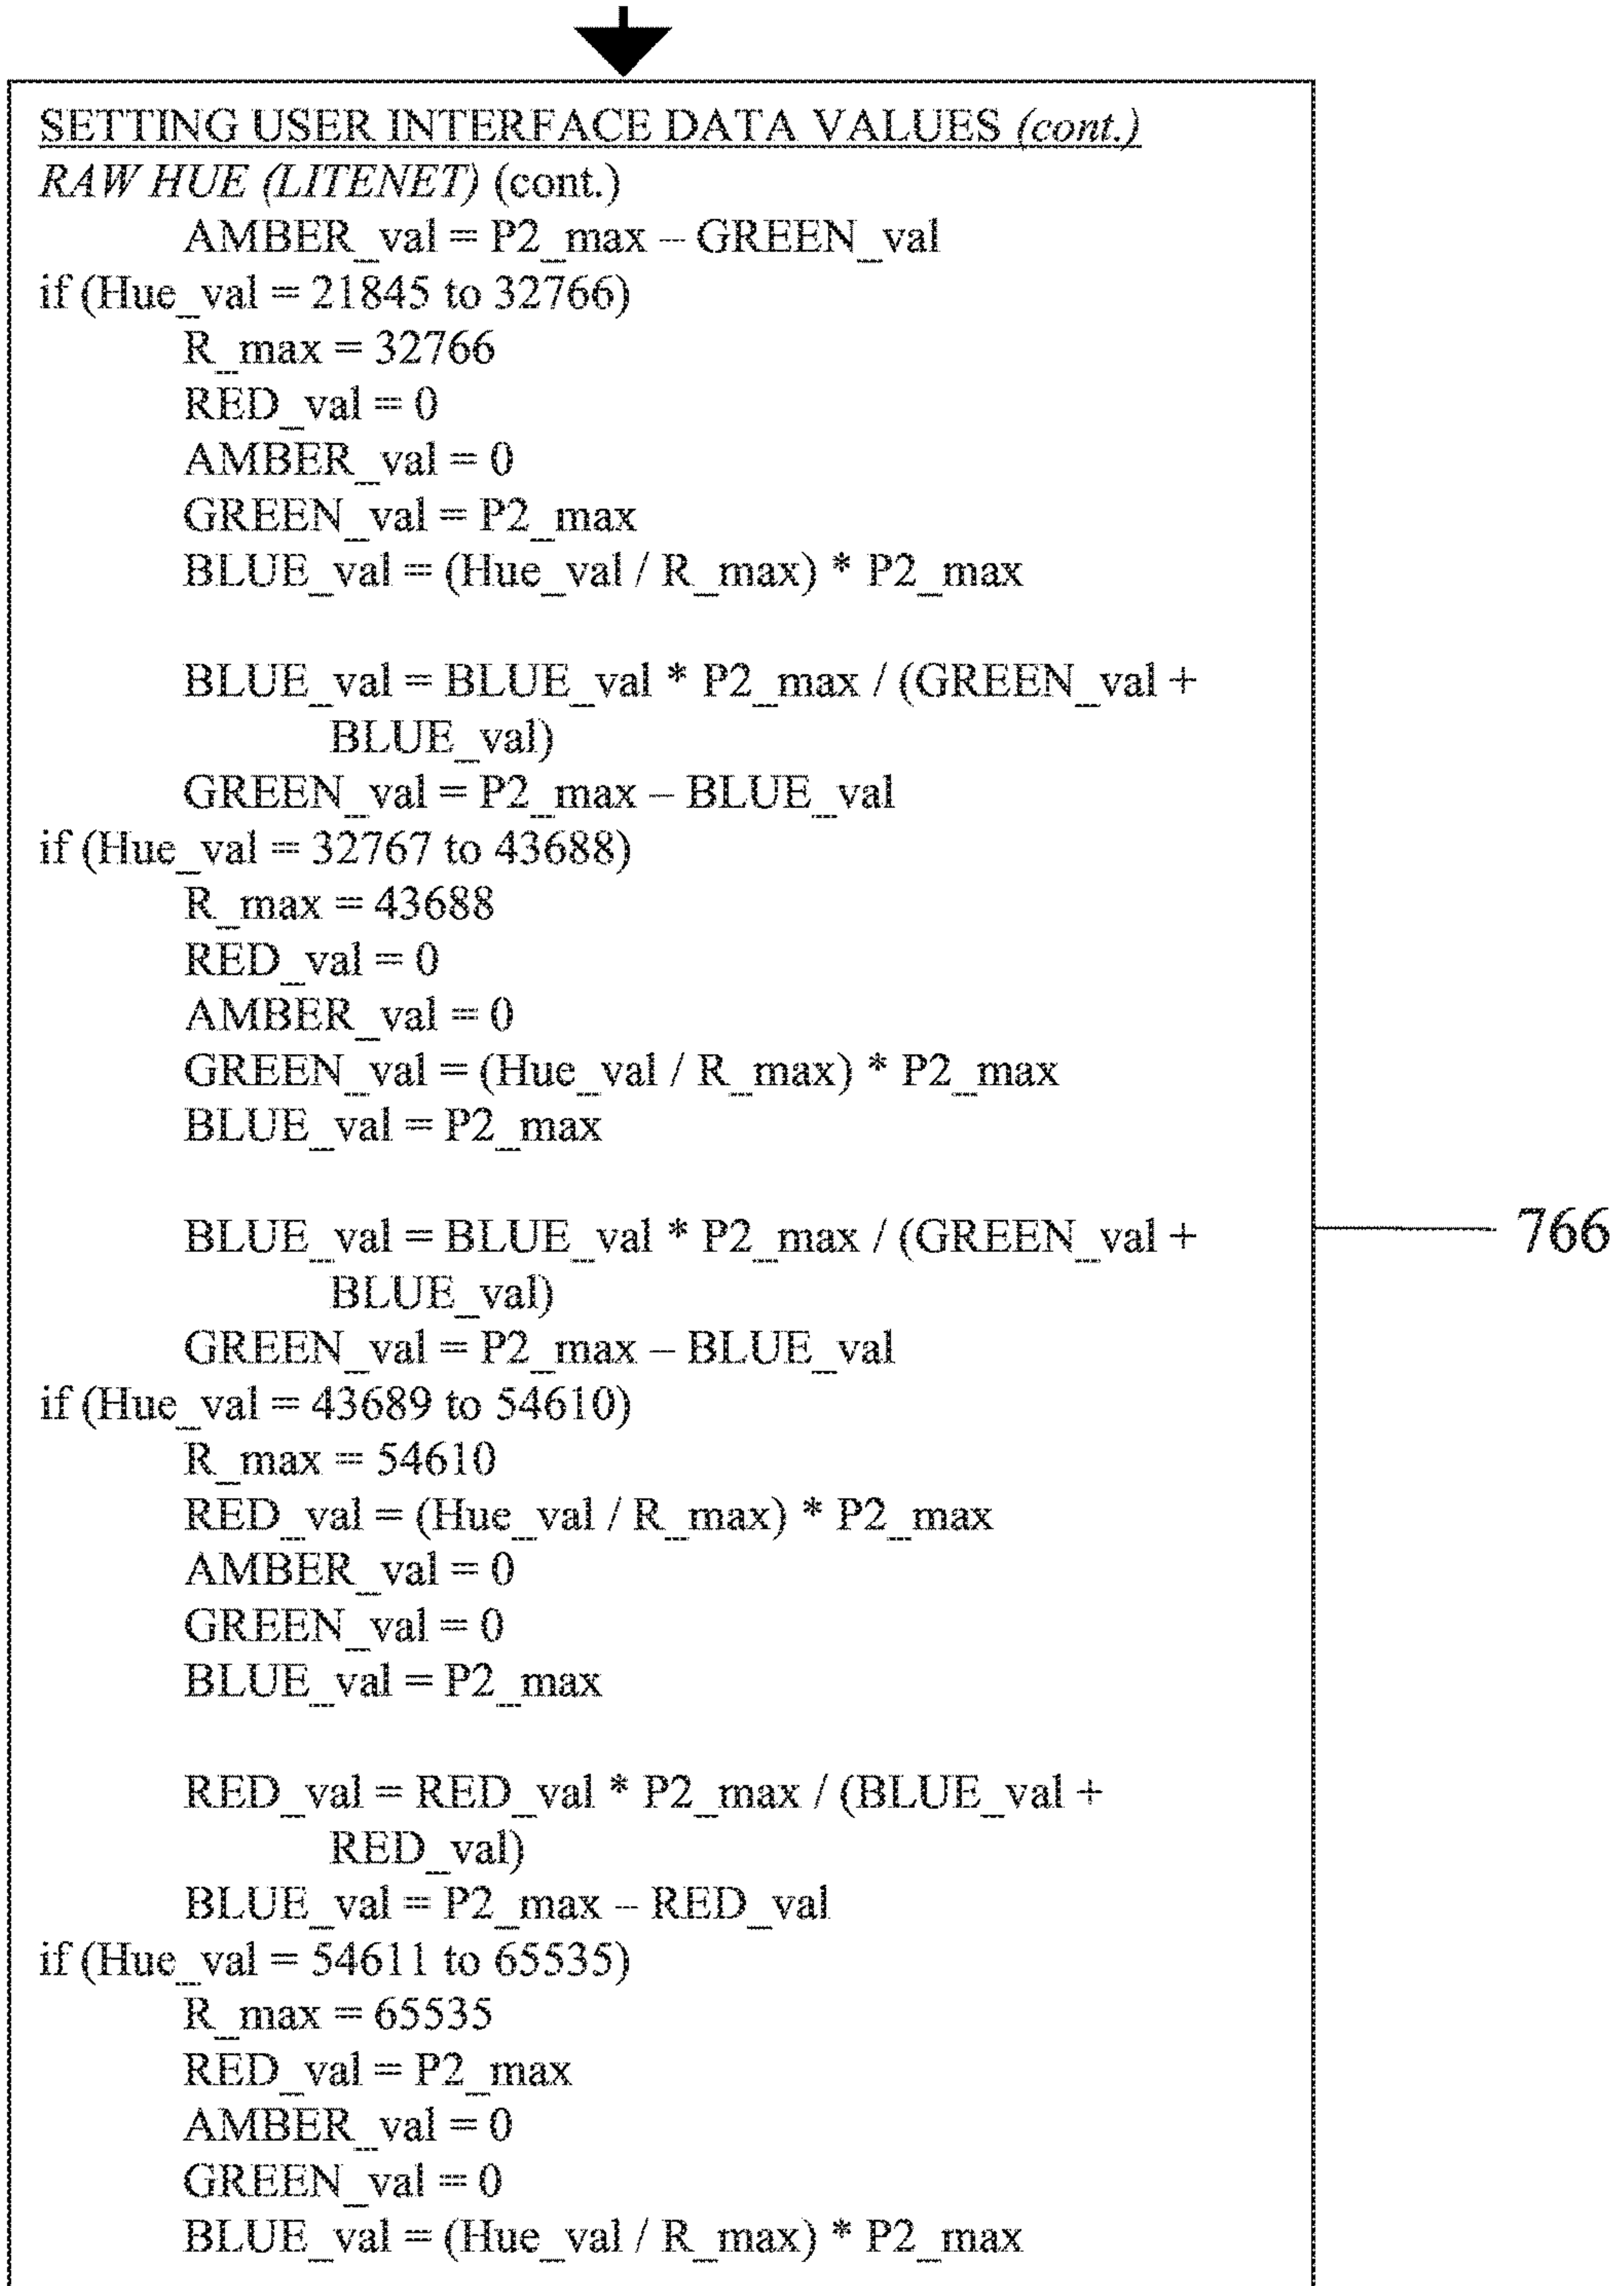 SETTING USER INTERFACE DATA VALUES (cont.)
RAW HUE (LITENET) (cont.)
AMBER_val = P2_max – GREEN_val
if (Hue_val = 21845 to 32766)
R_max = 32766
RED_val = 0
AMBER_val = 0
GREEN_val = P2_max
BLUE_val = (Hue_val / R_max) * P2_max
BLUE_val = BLUE_val * P2_max / (GREEN_val +
BLUE_val)
GREEN_val = P2_max – BLUE_val
if (Hue_val = 32767 to 43688)
R_max = 43688
RED_val = 0
AMBER_val = 0
GREEN_val = (Hue_val / R_max) * P2_max
BLUE_val = P2_max
BLUE_val = BLUE_val * P2_max / (GREEN_val +
BLUE_val)
GREEN_val = P2_max – BLUE_val
if (Hue_val = 43689 to 54610)
R_max = 54610
RED_val = (Hue_val / R_max) * P2_max
AMBER_val = 0
GREEN_val = 0
BLUE_val = P2_max
RED_val = RED_val * P2_max / (BLUE_val +
RED_val)
BLUE_val = P2_max – RED_val
if (Hue_val = 54611 to 65535)
R_max = 65535
RED_val = P2_max
AMBER_val = 0
GREEN_val = 0
BLUE_val = (Hue_val / R_max) * P2_max
766